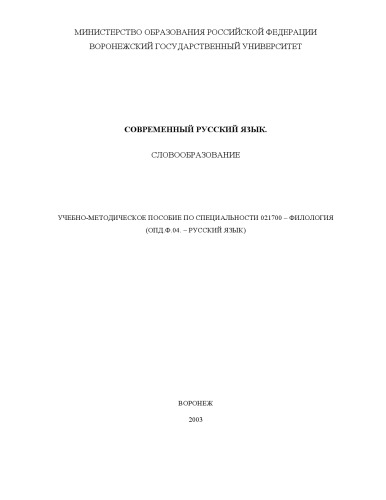 МИНИСТЕРСТВО ОБРАЗОВАНИЯ РОССИЙСКОЙ ФЕДЕРАЦИИ
ВОРОНЕЖСКИЙ ГОСУДАРСТВЕННЫЙ УНИВЕРСИТЕТ
СОВРЕМЕННЫЙ РУССКИЙ ЯЗЫК.
СЛОВООБРАЗОВАНИЕ
УЧЕБНО-МЕТОДИЧЕСКОЕ ПОСОБИЕ ПО СПЕЦИАЛЬНОСТИ 021700 – ФИЛОЛОГИЯ
(ОПД.Ф.04. – РУССКИЙ ЯЗЫК)
ВОРОНЕЖ
2003